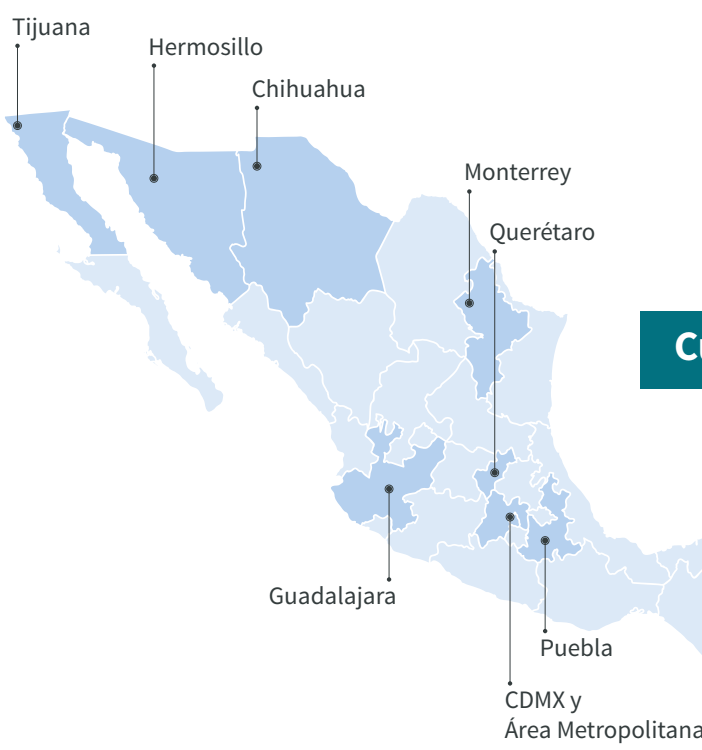 Tijuana
Hermosillo
Chihuahua
Monterrey
Querétaro
Guadalajara
Puebla
CDMX y
Área Metropolitana